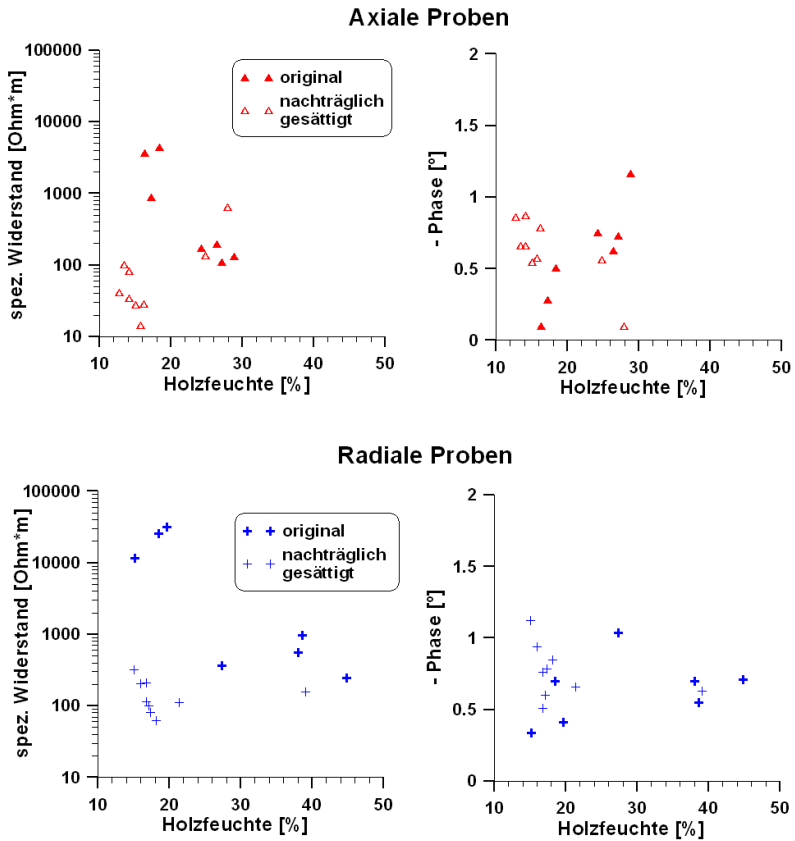 Axiale Proben
100000
10000
1000
100
10
10 20 30 40 50
spez. Widerstand [Ohm*m]
Holzfeuchte [%]
original
nachträglich
gesättigt
2
1.5
1
0.5
0
10 20 30 40 50
- Phase [°]
Holzfeuchte [%]
Radiale Proben
100000
10000
1000
100
10
10 20 30 40 50
spez. Widerstand [Ohm*m]
Holzfeuchte [%]
original
nachträglich
gesättigt
2
1.5
1
0.5
0
10 20 30 40 50
- Phase [°]
Holzfeuchte [%]